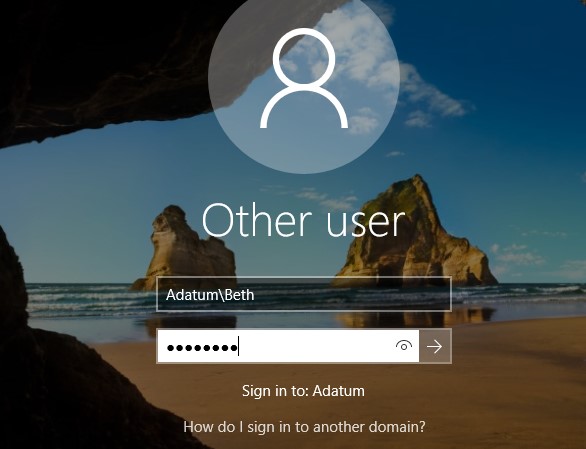 Other user
Adatum\Beth
••••••••
Sign in to: Adatum
How do I sign in to another domain?